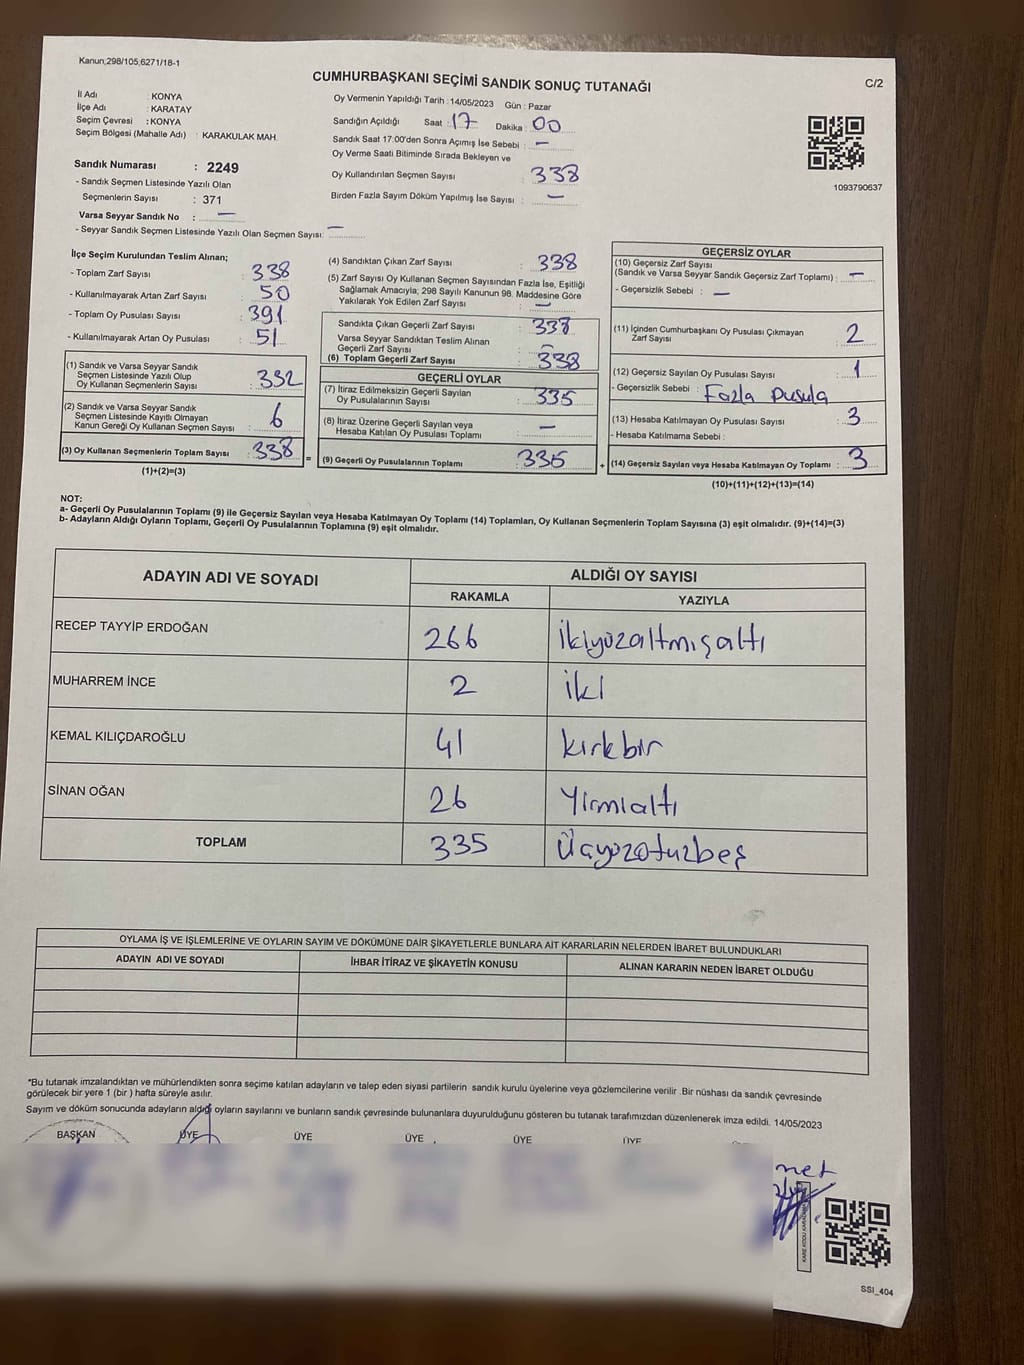 Kanun,298/105,6271/18-1
CUMHURBAŞKANI SEÇİMİ SANDIK SONUÇ TUTANAĞI
C/2
İl Adı : KONYA
İlçe Adı : KARATAY
Seçim Çevresi : KONYA
Seçim Bölgesi (Mahalle Adı) : KARAKULAK MAH.
Sandık Numarası : 2249
- Sandık Seçmen Listesinde Yazılı Olan
Seçmenlerin Sayısı : 371
Varsa Seyyar Sandık No : —
- Seyyar Sandık Seçmen Listesinde Yazılı Olan Seçmen Sayısı: —
Oy Vermenin Yapıldığı Tarih : 14/05/2023 Gün : Pazar
Sandığın Açıldığı Saat : 17 Dakika : 00
Sandık Saat 17:00'den Sonra Açımış İse Sebebi : —
Oy Verme Saati Bitiminde Sırada Bekleyen ve
Oy Kullandırılan Seçmen Sayısı : 338
Birden Fazla Sayım Döküm Yapılmış İse Sayısı : —
1093790637
İlçe Seçim Kurulundan Teslim Alınan;
- Toplam Zarf Sayısı : 338
- Kullanılmayarak Artan Zarf Sayısı : 50
- Toplam Oy Pusulası Sayısı : 391
- Kullanılmayarak Artan Oy Pusulası : 51
(1) Sandık ve Varsa Seyyar Sandık
Seçmen Listesinde Yazılı Olup
Oy Kullanan Seçmenlerin Sayısı : 332
(2) Sandık ve Varsa Seyyar Sandık
Seçmen Listesinde Kayıtlı Olmayan
Kanun Gereği Oy Kullanan Seçmen Sayısı : 6
(3) Oy Kullanan Seçmenlerin Toplam Sayısı : 338
(1)+(2)=(3)
(4) Sandıktan Çıkan Zarf Sayısı : 338
(5) Zarf Sayısı Oy Kullanan Seçmen Sayısından Fazla İse, Eşitliği
Sağlamak Amacıyla; 298 Sayılı Kanunun 98. Maddesine Göre
Yakılarak Yok Edilen Zarf Sayısı : —
Sandıkta Çıkan Geçerli Zarf Sayısı : 338
Varsa Seyyar Sandıktan Teslim Alınan
Geçerli Zarf Sayısı : —
(6) Toplam Geçerli Zarf Sayısı : 338
GEÇERLİ OYLAR
(7) İtiraz Edilmeksizin Geçerli Sayılan
Oy Pusulalarının Sayısı : 335
(8) İtiraz Üzerine Geçerli Sayılan veya
Hesaba Katılan Oy Pusulası Toplamı : —
= (9) Geçerli Oy Pusulalarının Toplamı : 335
GEÇERSİZ OYLAR
(10) Geçersiz Zarf Sayısı
(Sandık ve Varsa Seyyar Sandık Geçersiz Zarf Toplamı) : —
- Geçersizlik Sebebi : —
(11) İçinden Cumhurbaşkanı Oy Pusulası Çıkmayan
Zarf Sayısı : 2
(12) Geçersiz Sayılan Oy Pusulası Sayısı : 1
- Geçersizlik Sebebi : Fazla pusula
(13) Hesaba Katılmayan Oy Pusulası Sayısı : 3
- Hesaba Katılmama Sebebi :
+ (14) Geçersiz Sayılan veya Hesaba Katılmayan Oy Toplamı : 3
(10)+(11)+(12)+(13)=(14)
NOT:
a- Geçerli Oy Pusulalarının Toplamı (9) ile Geçersiz Sayılan veya Hesaba Katılmayan Oy Toplamı (14) Toplamları, Oy Kullanan Seçmenlerin Toplam Sayısına (3) eşit olmalıdır. (9)+(14)=(3)
b- Adayların Aldığı Oyların Toplamı, Geçerli Oy Pusulalarının Toplamına (9) eşit olmalıdır.
ADAYIN ADI VE SOYADI ALDIĞI OY SAYISI
RAKAMLA YAZIYLA
RECEP TAYYİP ERDOĞAN 266 ikiyüzaltmışaltı
MUHARREM İNCE 2 iki
KEMAL KILIÇDAROĞLU 41 kırkbir
SİNAN OĞAN 26 Yirmialtı
TOPLAM 335 Üçyüzotuzbeş
OYLAMA İŞ VE İŞLEMLERİNE VE OYLARIN SAYIM VE DÖKÜMÜNE DAİR ŞİKAYETLERLE BUNLARA AİT KARARLARIN NELERDEN İBARET BULUNDUKLARI
ADAYIN ADI VE SOYADI İHBAR İTİRAZ VE ŞİKAYETİN KONUSU ALINAN KARARIN NEDEN İBARET OLDUĞU
*Bu tutanak imzalandıktan ve mühürlendikten sonra seçime katılan adayların ve talep eden siyasi partilerin sandık kurulu üyelerine veya gözlemcilerine verilir .Bir nüshası da sandık çevresinde
görülecek bir yere 1 (bir ) hafta süreyle asılır.
Sayım ve döküm sonucunda adayların aldığı oyların sayılarını ve bunların sandık çevresinde bulunanlara duyurulduğunu gösteren bu tutanak tarafımızdan düzenlenerek imza edildi. 14/05/2023
BAŞKAN ÜYE ÜYE ÜYE ÜYE ÜYE
net
SSI_404